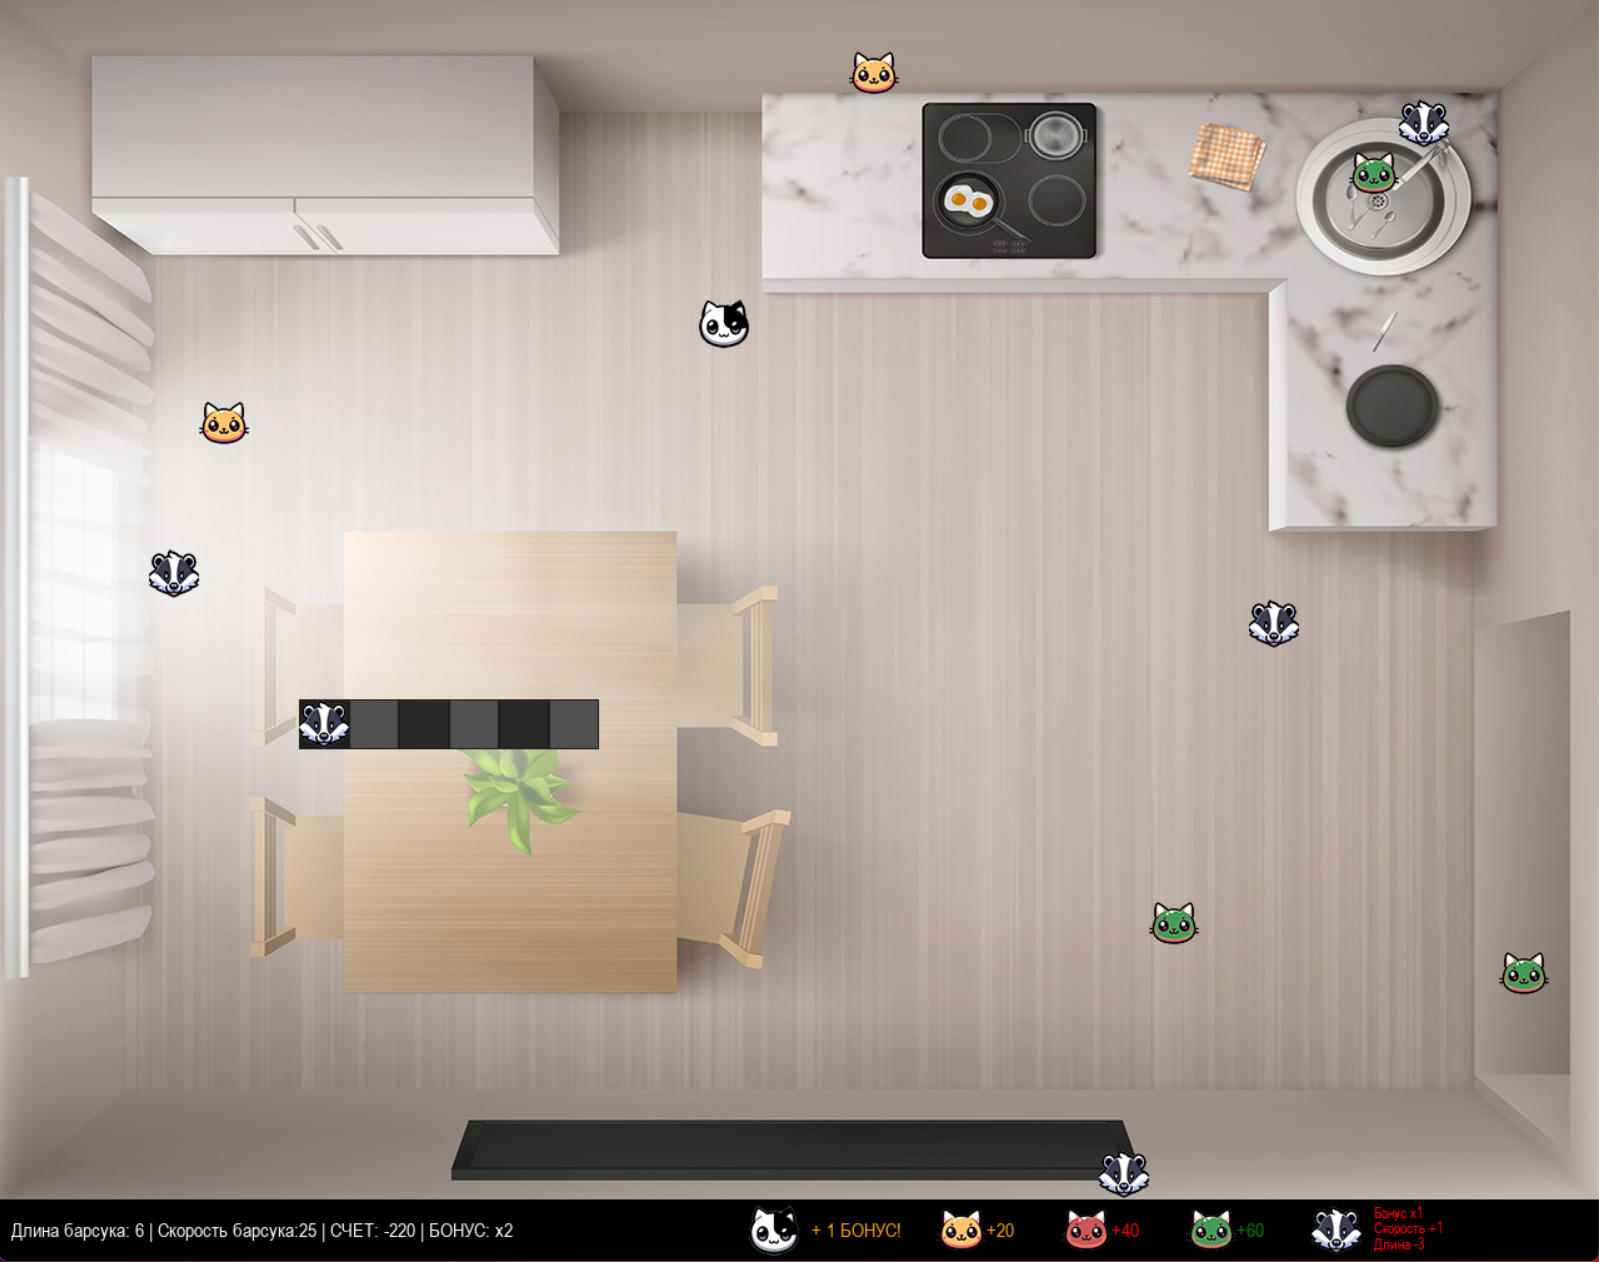 Длина барсука: 6 | Скорость барсука:25 | СЧЕТ: -220 | БОНУС: x2
+ 1 БОНУС!
+20
+40
+60
Бонус x1
Скорость +1
Длина -3